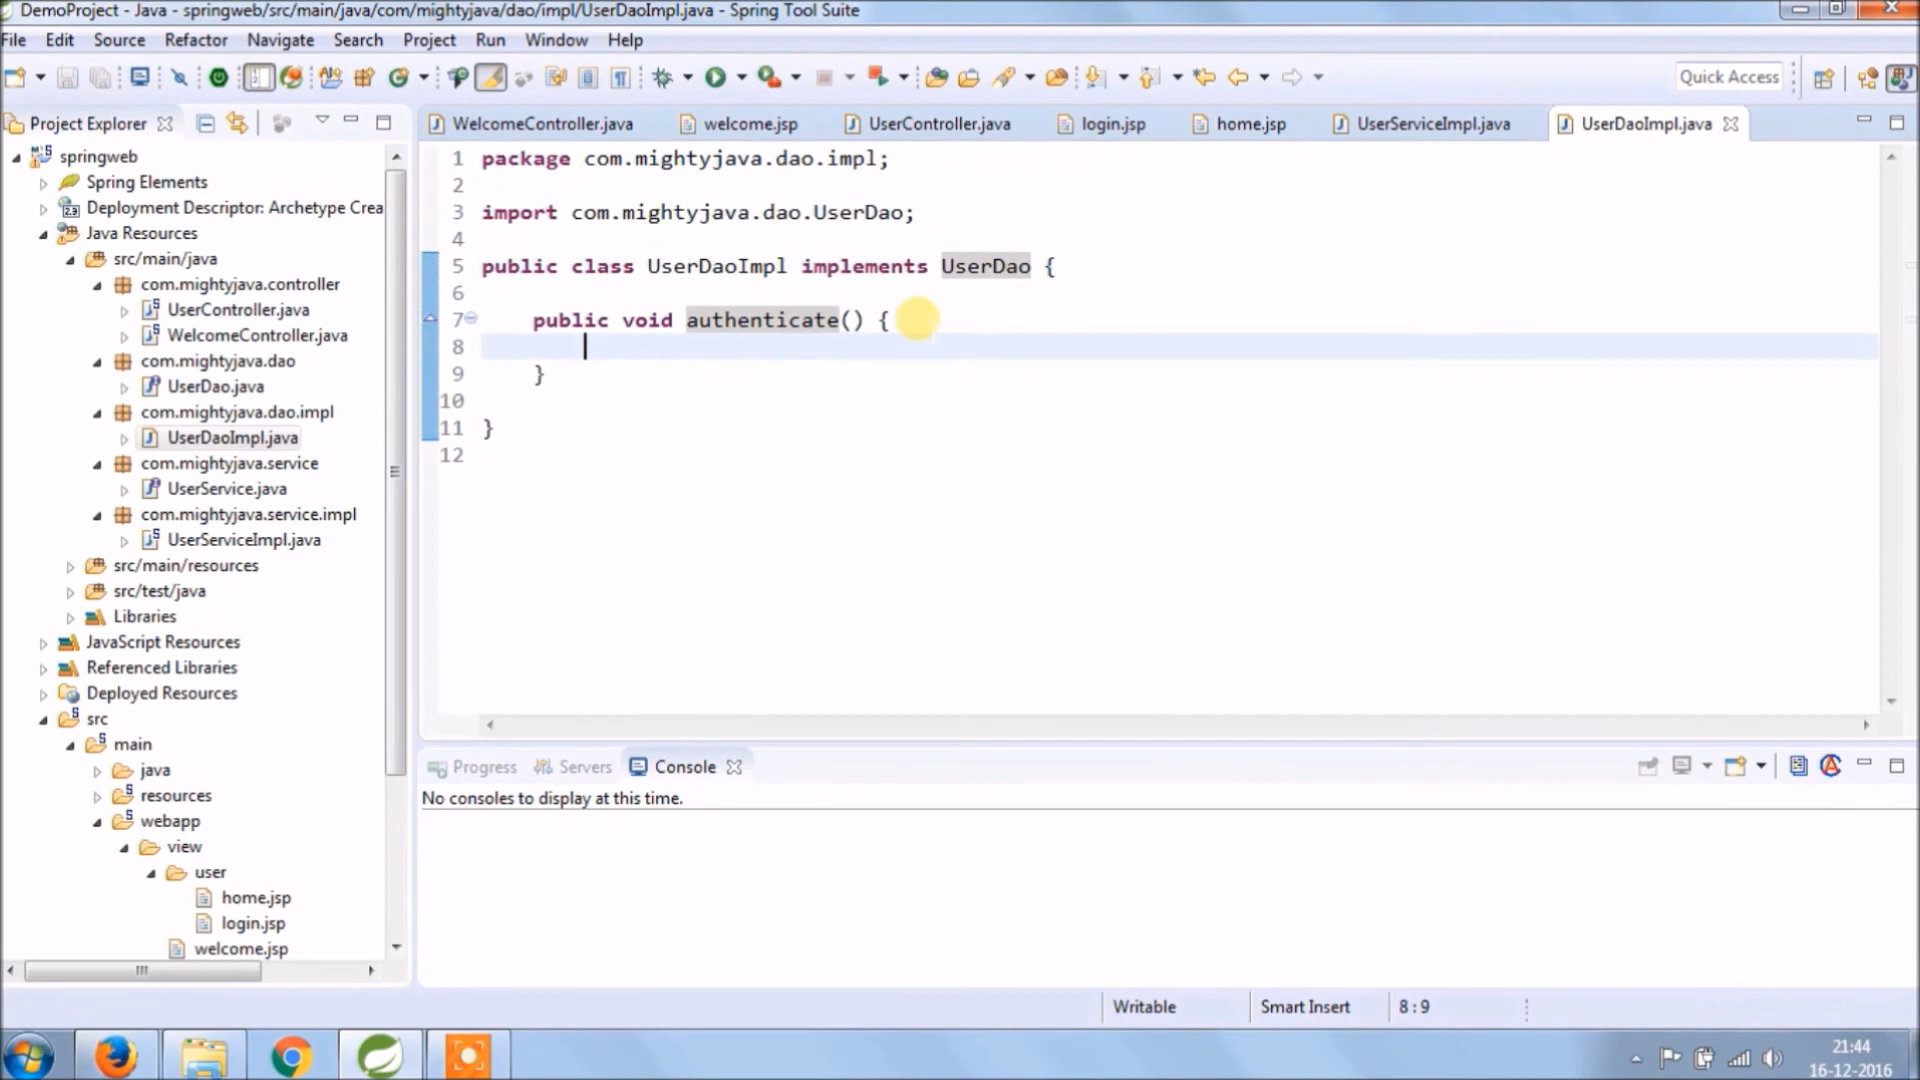 DemoProject - Java - springweb/src/main/java/com/mightyjava/dao/impl/UserDaoImpl.java - Spring Tool Suite
File Edit Source Refactor Navigate Search Project Run Window Help
Quick Access
Project Explorer
WelcomeController.java welcome.jsp UserController.java login.jsp home.jsp UserServiceImpl.java UserDaoImpl.java
springweb
Spring Elements
Deployment Descriptor: Archetype Crea
Java Resources
src/main/java
com.mightyjava.controller
UserController.java
WelcomeController.java
com.mightyjava.dao
UserDao.java
com.mightyjava.dao.impl
UserDaoImpl.java
com.mightyjava.service
UserService.java
com.mightyjava.service.impl
UserServiceImpl.java
src/main/resources
src/test/java
Libraries
JavaScript Resources
Referenced Libraries
Deployed Resources
src
main
java
resources
webapp
view
user
home.jsp
login.jsp
welcome.jsp
1 package com.mightyjava.dao.impl;
2
3 import com.mightyjava.dao.UserDao;
4
5 public class UserDaoImpl implements UserDao {
6
7 public void authenticate() {
8
9 }
10
11 }
12
Progress Servers Console
No consoles to display at this time.
Writable Smart Insert 8 : 9
21:44
16-12-2016